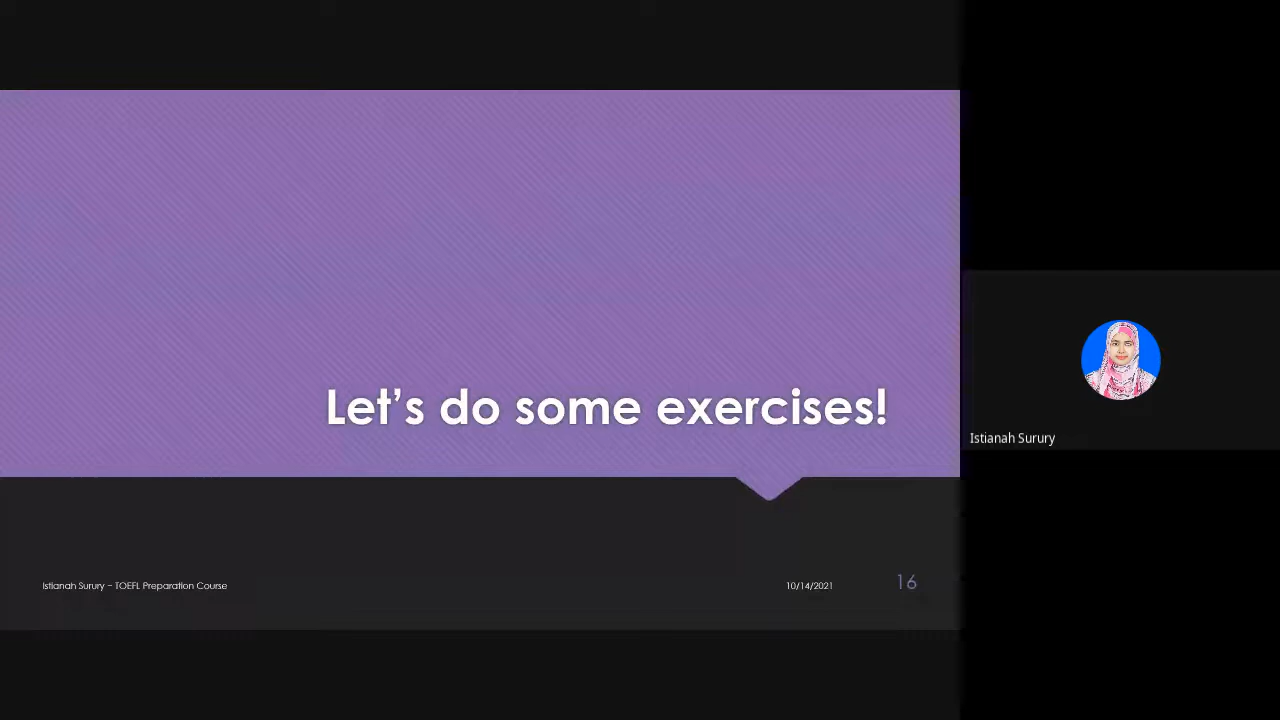 Let's do some exercises!
Istianah Surury
Istianah Surury – TOEFL Preparation Course
10/14/2021
16